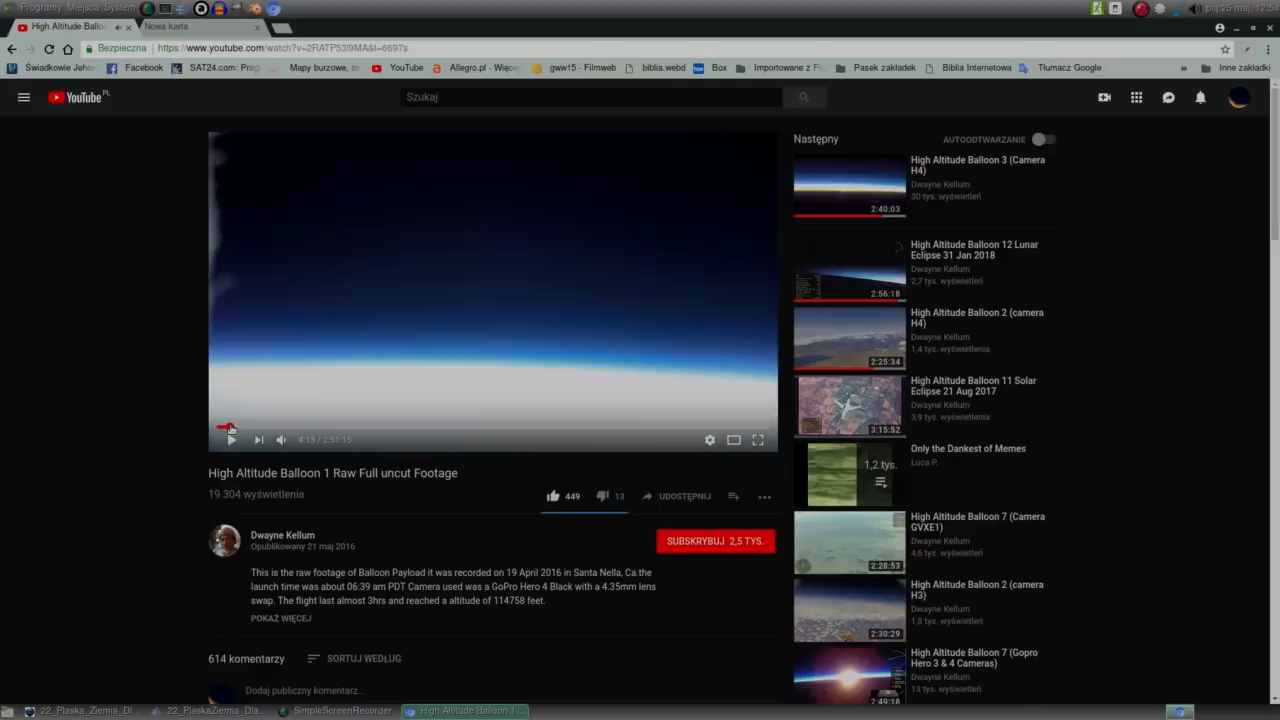 Programy Miejsca System
pią 25 maj, 12:54
High Altitude Balloo
Nowa karta
Bezpieczna
https://www.youtube.com/watch?v=2RATP53I9MA&t=6697s
Świadkowie Jeho
Facebook
SAT24.com: Prog
Mapy burzowe, os
YouTube
Allegro.pl - Więce
gww15 - Filmweb
biblia.webd
Box
Importowane z Fi
Pasek zakładek
Biblia Internetowa
Tłumacz Google
»
Inne zakładki
YouTube PL
Szukaj
Następny
AUTOODTWARZANIE
High Altitude Balloon 3 (Camera
H4)
Dwayne Kellum
30 tys. wyświetleń
2:40:03
High Altitude Balloon 12 Lunar
Eclipse 31 Jan 2018
Dwayne Kellum
2,7 tys. wyświetleń
2:56:18
High Altitude Balloon 2 (camera
H4)
Dwayne Kellum
1,4 tys. wyświetlenia
2:25:34
High Altitude Balloon 11 Solar
Eclipse 21 Aug 2017
Dwayne Kellum
3,9 tys. wyświetlenia
3:15:52
Only the Dankest of Memes
Luca P.
1,2 tys.
High Altitude Balloon 7 (Camera
GVXE1)
Dwayne Kellum
4,6 tys. wyświetleń
2:28:53
High Altitude Balloon 2 (camera
H3)
Dwayne Kellum
1,8 tys. wyświetleń
2:30:29
High Altitude Balloon 7 (Gopro
Hero 3 & 4 Cameras)
Dwayne Kellum
13 tys. wyświetleń
2:49:18
4:13 / 2:51:15
High Altitude Balloon 1 Raw Full uncut Footage
19 304 wyświetlenia
449
13
UDOSTĘPNIJ
Dwayne Kellum
Opublikowany 21 maj 2016
SUBSKRYBUJ 2,5 TYS.
This is the raw footage of Balloon Payload it was recorded on 19 April 2016 in Santa Nella, Ca.the
launch time was about 06:39 am PDT Camera used was a GoPro Hero 4 Black with a 4.35mm lens
swap. The flight last almost 3hrs and reached a altitude of 114758 feet.
POKAŻ WIĘCEJ
614 komentarzy
SORTUJ WEDŁUG
Dodaj publiczny komentarz...
22_Plaska_Ziemia_Dl...
22_PlaskaZiemia_Dla...
SimpleScreenRecorder
High Altitude Balloon 1...